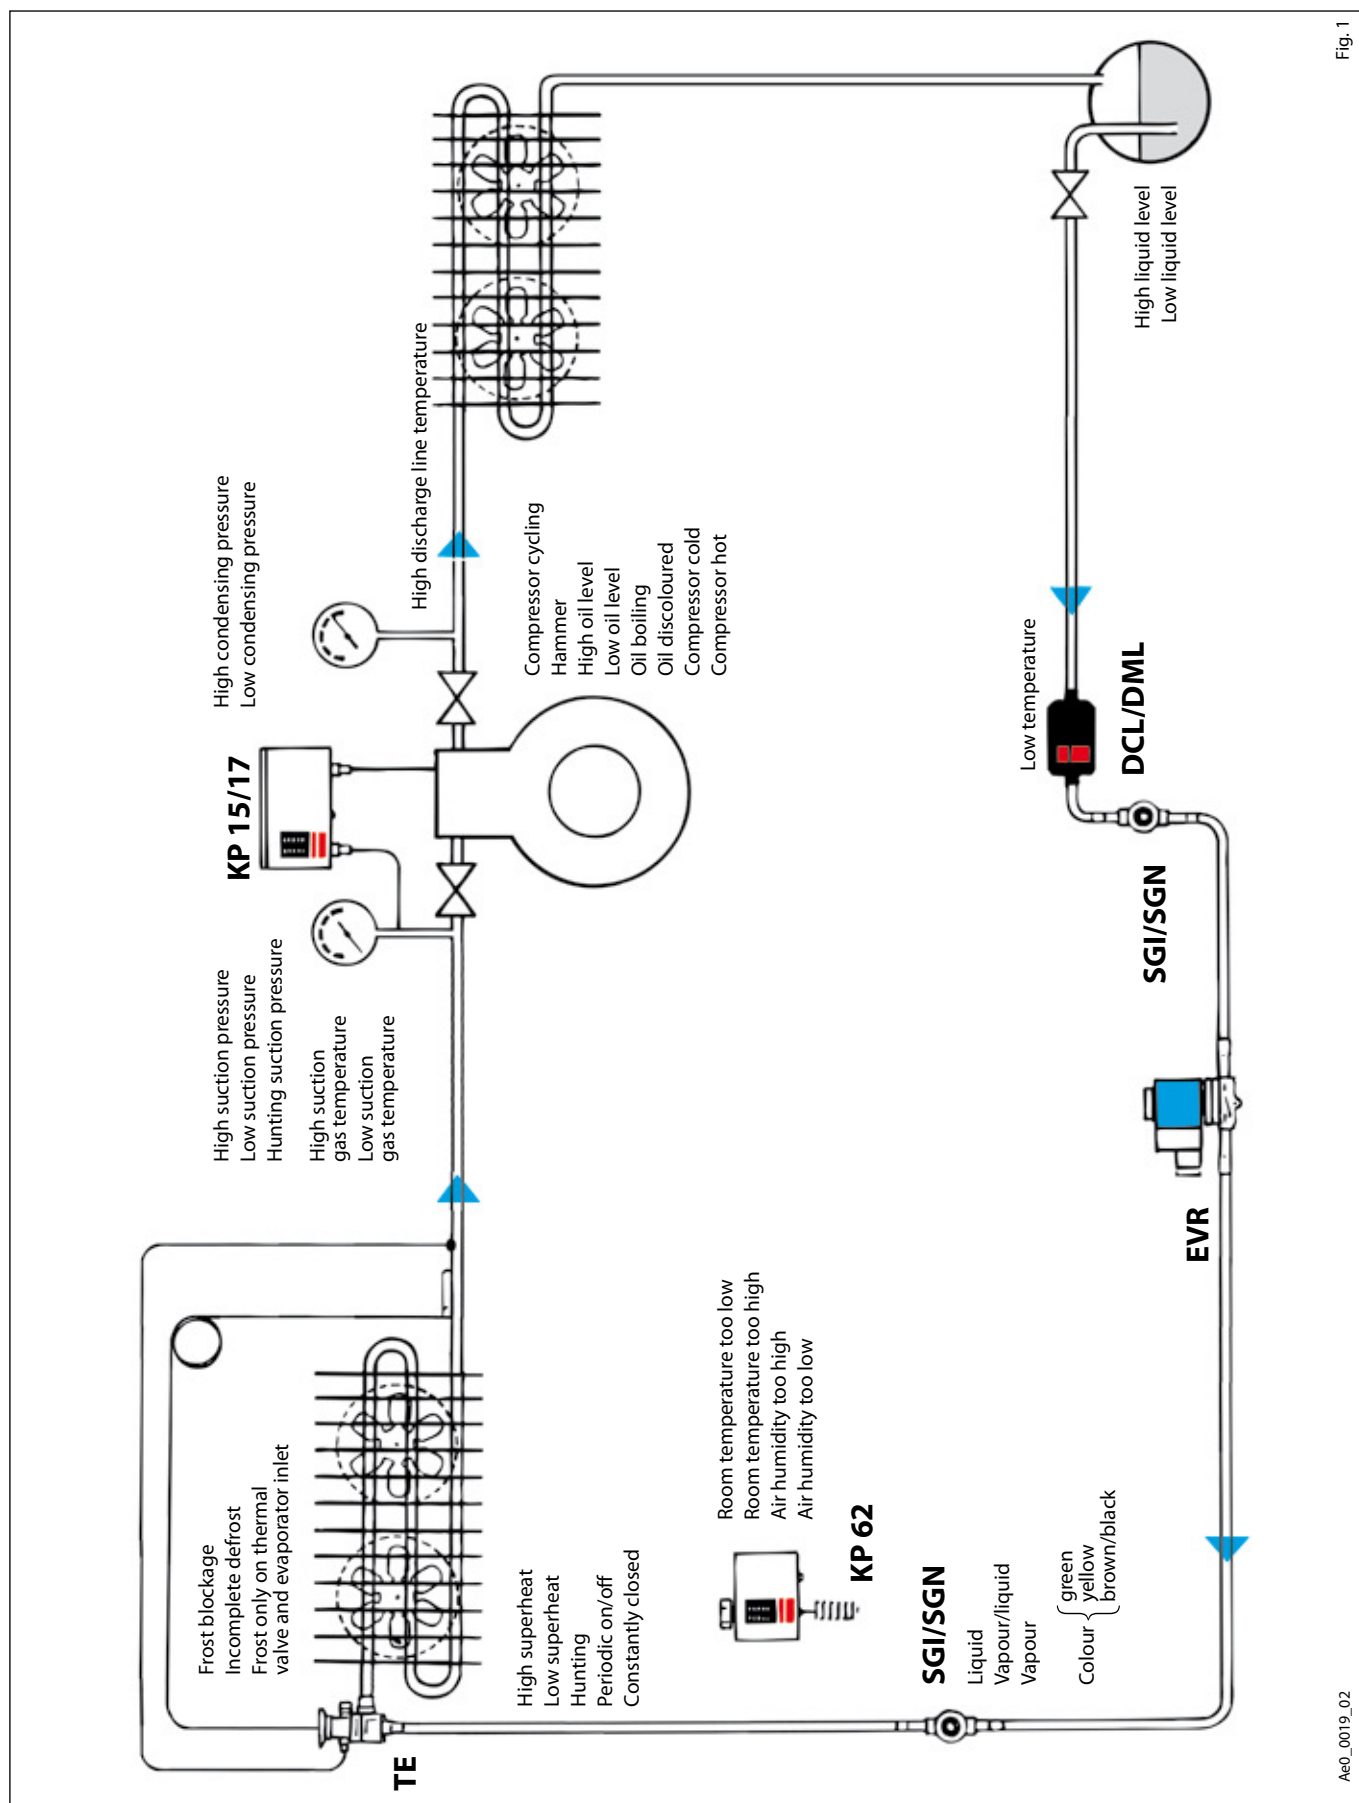 Frost blockage
Incomplete defrost
Frost only on thermal
valve and evaporator inlet
High suction pressure
Low suction pressure
Hunting suction pressure
High suction
gas temperature
Low suction
gas temperature
KP 15/17
High condensing pressure
Low condensing pressure
High discharge line temperature
TE
High superheat
Low superheat
Hunting
Periodic on/off
Constantly closed
Compressor cycling
Hammer
High oil level
Low oil level
Oil boiling
Oil discoloured
Compressor cold
Compressor hot
Room temperature too low
Room temperature too high
Air humidity too high
Air humidity too low
KP 62
SGI/SGN
Liquid
Vapour/liquid
Vapour
Colour { green
yellow
brown/black
EVR
SGI/SGN
Low temperature
DCL/DML
High liquid level
Low liquid level
Ae0_0019_02
Fig. 1